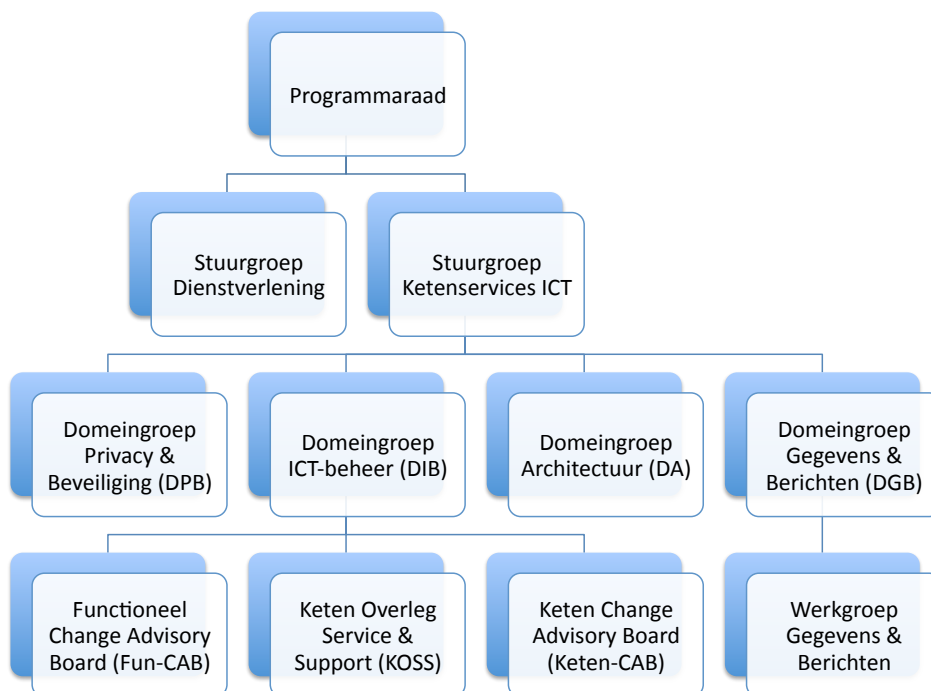 Programmaraad
Stuurgroep
Dienstverlening
Stuurgroep
Ketenservices ICT
Domeingroep
Privacy &
Beveiliging (DPB)
Domeingroep
ICT-beheer (DIB)
Domeingroep
Architectuur (DA)
Domeingroep
Gegevens &
Berichten (DGB)
Functioneel
Change Advisory
Board (Fun-CAB)
Keten Overleg
Service &
Support (KOSS)
Keten Change
Advisory Board
(Keten-CAB)
Werkgroep
Gegevens &
Berichten